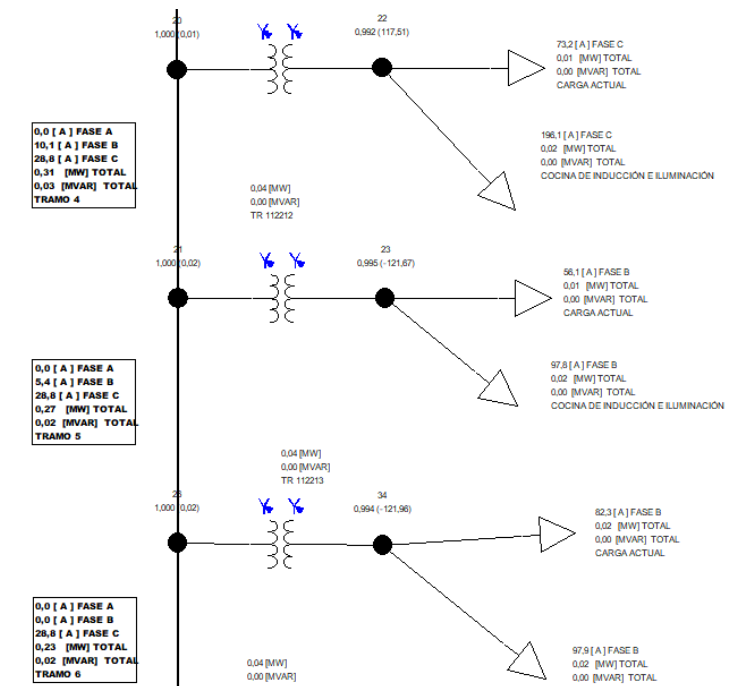 20
1,000 (0,01)
22
0,992 (117,51)
73,2 [ A ] FASE C
0,01 [MW] TOTAL
0,00 [MVAR] TOTAL
CARGA ACTUAL
0,0 [ A ] FASE A
10,1 [ A ] FASE B
28,8 [ A ] FASE C
0,31 [MW] TOTAL
0,03 [MVAR] TOTAL
TRAMO 4
196,1 [ A ] FASE C
0,02 [MW] TOTAL
0,00 [MVAR] TOTAL
COCINA DE INDUCCIÓN E ILUMINACIÓN
0,04 [MW]
0,00 [MVAR]
TR 112212
21
1,000 (0,02)
23
0,995 (-121,67)
56,1 [ A ] FASE B
0,01 [MW] TOTAL
0,00 [MVAR] TOTAL
CARGA ACTUAL
0,0 [ A ] FASE A
5,4 [ A ] FASE B
28,8 [ A ] FASE C
0,27 [MW] TOTAL
0,02 [MVAR] TOTAL
TRAMO 5
97,8 [ A ] FASE B
0,02 [MW] TOTAL
0,00 [MVAR] TOTAL
COCINA DE INDUCCIÓN E ILUMINACIÓN
0,04 [MW]
0,00 [MVAR]
TR 112213
1,000 (0,02)
34
0,994 (-121,96)
82,3 [ A ] FASE B
0,02 [MW] TOTAL
0,00 [MVAR] TOTAL
CARGA ACTUAL
0,0 [ A ] FASE A
0,0 [ A ] FASE B
28,8 [ A ] FASE C
0,23 [MW] TOTAL
0,02 [MVAR] TOTAL
TRAMO 6
97,9 [ A ] FASE B
0,02 [MW] TOTAL
0,00 [MVAR] TOTAL
0,04 [MW]
0,00 [MVAR]